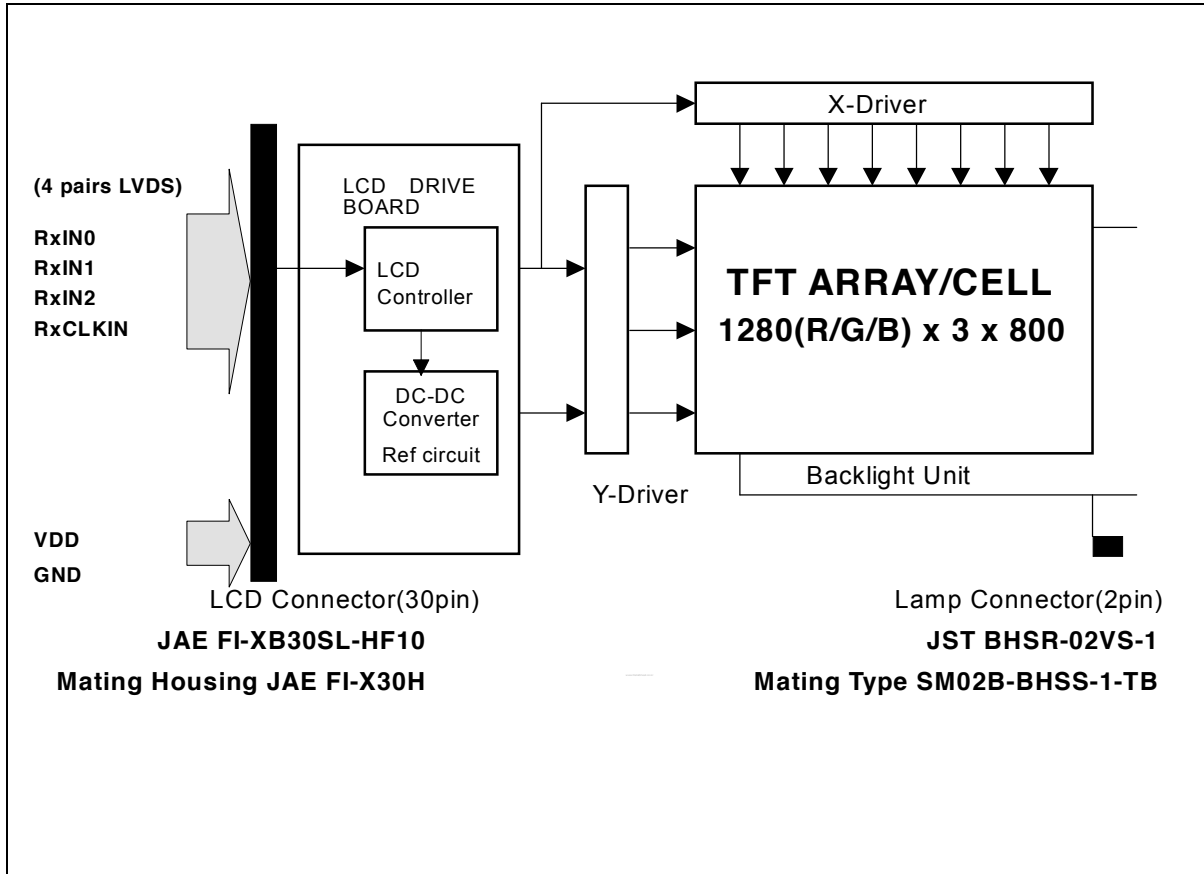 X-Driver
(4 pairs LVDS)
RxIN0
RxIN1
RxIN2
RxCLKIN
LCD DRIVE
BOARD
LCD
Controller
DC-DC
Converter
Ref circuit
TFT ARRAY/CELL
1280(R/G/B) x 3 x 800
Backlight Unit
Y-Driver
VDD
GND
LCD Connector(30pin)
JAE FI-XB30SL-HF10
Mating Housing JAE FI-X30H
Lamp Connector(2pin)
JST BHSR-02VS-1
Mating Type SM02B-BHSS-1-TB